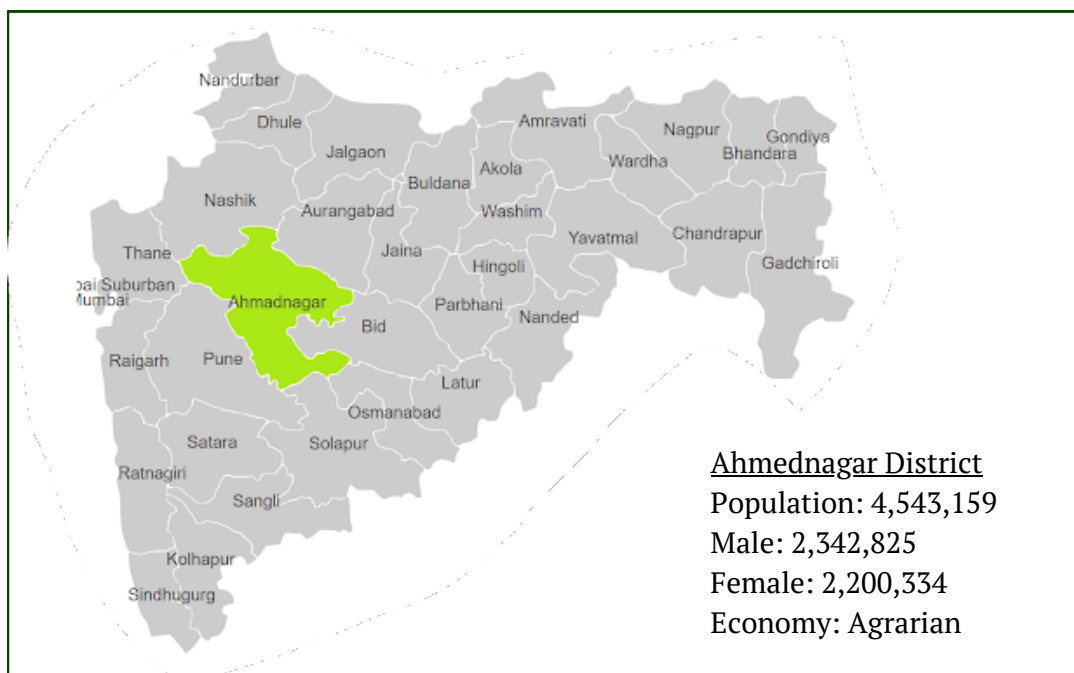 Nandurbar
Dhule
Jalgaon
Amravati
Nagpur
Gondiya
Bhandara
Wardha
Akola
Buldana
Nashik
Aurangabad
Washim
Yavatmal
Chandrapur
Thane
Jaina
Hingoli
Gadchiroli
bai Suburban
Mumbai
Ahmadnagar
Parbhani
Nanded
Bid
Raigarh
Pune
Latur
Osmanabad
Satara
Solapur
Ratnagiri
Sangli
Kolhapur
Sindhugurg
Ahmednagar District
Population: 4,543,159
Male: 2,342,825
Female: 2,200,334
Economy: Agrarian